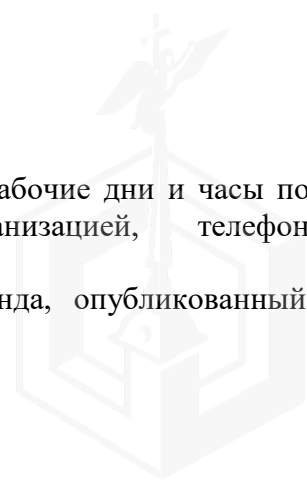 абочие дни и часы по
анизацией, телефон
нда, опубликованный